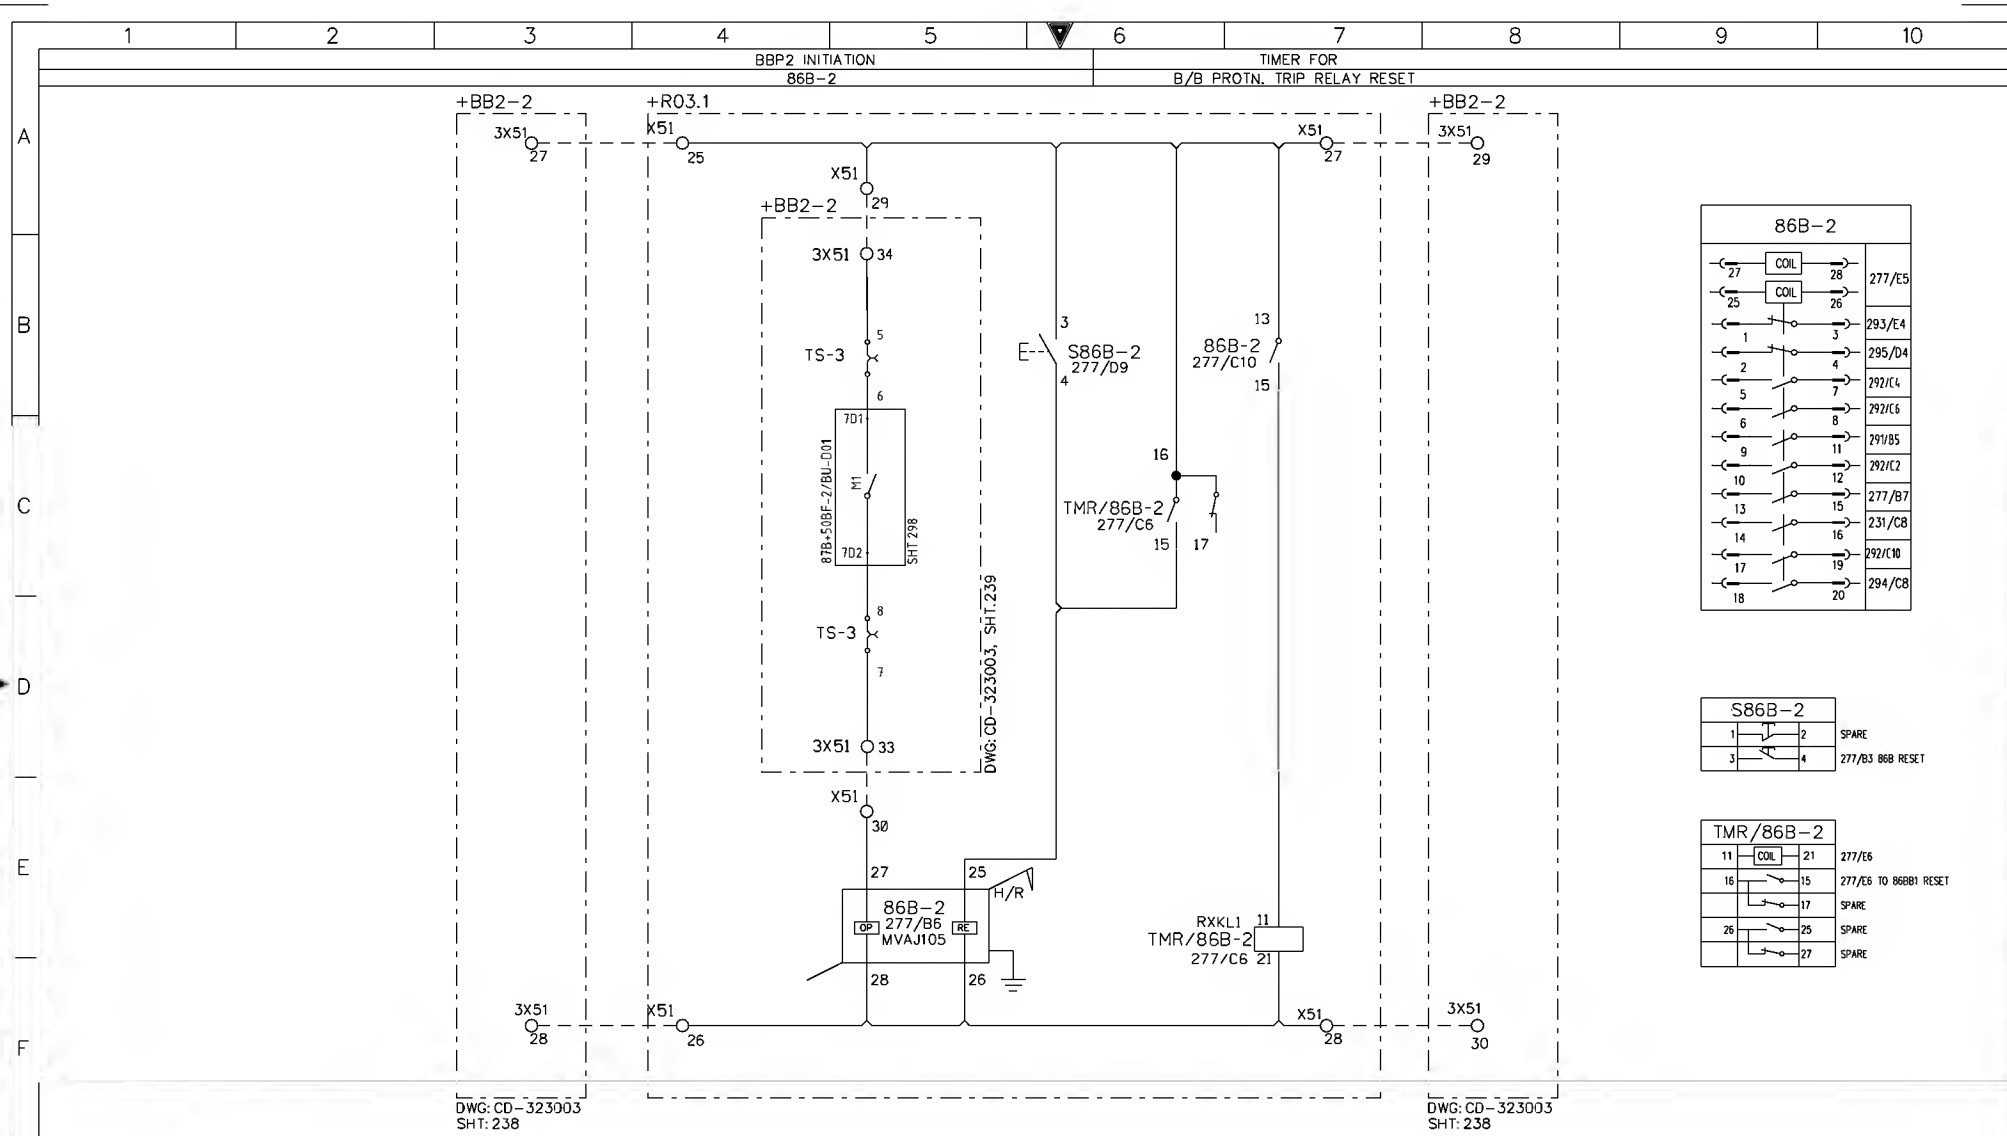 1 2 3 4 5 6 7 8 9 10
BBP2 INITIATION
TIMER FOR
86B-2
B/B PROTN. TRIP RELAY RESET
A
B
C
D
E
F
+BB2-2
+R03.1
+BB2-2
3X51
27
X51
25
X51
27
3X51
29
X51
29
+BB2-2
3X51 34
5
TS-3
6
7D1
87B+50BF-2/BU-D01
M1
7D2
SHT 298
8
TS-3
7
3X51 33
DWG: CD-323003, SHT.239
X51
30
3
E
S86B-2
277/D9
4
13
86B-2
277/C10
15
16
TMR/86B-2
277/C6
15 17
27 25
H/R
86B-2
OP 277/B6 RE
MVAJ105
28 26
RXKL1 11
TMR/86B-2
277/C6 21
3X51
28
X51
26
X51
28
3X51
30
DWG: CD-323003
SHT: 238
DWG: CD-323003
SHT: 238
86B-2
27 COIL 28 277/E5
25 COIL 26
1 3 293/E4
2 4 295/D4
5 7 292/C4
6 8 292/C6
9 11 291/B5
10 12 292/C2
13 15 277/B7
14 16 231/C8
17 19 292/C10
18 20 294/C8
S86B-2
1 2 SPARE
3 4 277/B3 86B RESET
TMR/86B-2
11 COIL 21 277/E6
16 15 277/E6 TO 86BB1 RESET
17 SPARE
26 25 SPARE
27 SPARE